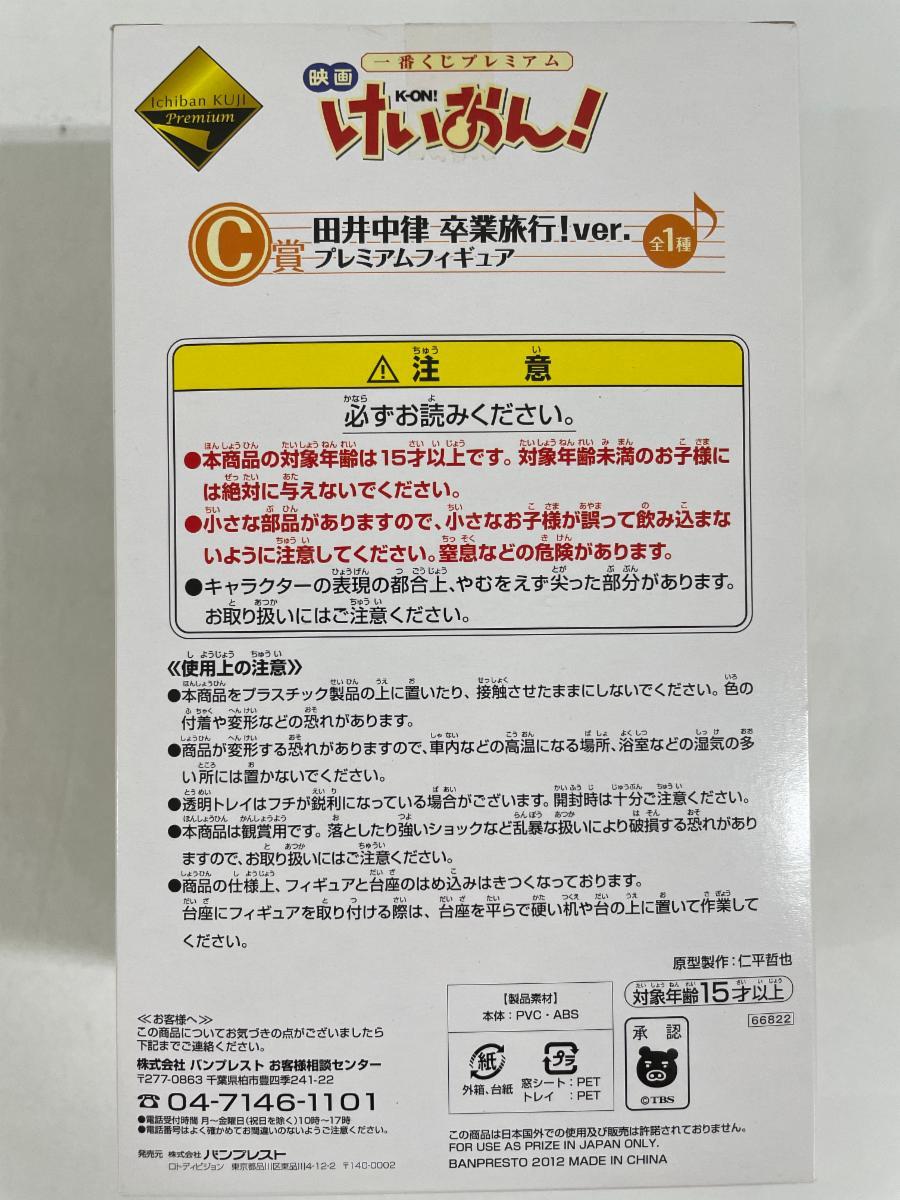 Ichiban KUJI
Premium
一番くじプレミアム
映画
K-ON!
けいおん!
C賞
田井中律 卒業旅行!ver.
プレミアムフィギュア
全1種
注意
必ずお読みください。
●本商品の対象年齢は15才以上です。対象年齢未満のお子様に
は絶対に与えないでください。
●小さな部品がありますので、小さなお子様が誤って飲み込まな
いように注意してください。窒息などの危険があります。
●キャラクターの表現の都合上、やむをえず尖った部分があります。
お取り扱いにはご注意ください。
≪使用上の注意≫
●本商品をプラスチック製品の上に置いたり、接触させたままにしないでください。色の
付着や変形などの恐れがあります。
●商品が変形する恐れがありますので、車内などの高温になる場所、浴室などの湿気の多
い所には置かないでください。
●透明トレイはフチが鋭利になっている場合がございます。開封時は十分ご注意ください。
●本商品は観賞用です。落としたり強いショックなど乱暴な扱いにより破損する恐れがあり
ますので、お取り扱いにはご注意ください。
●商品の仕様上、フィギュアと台座のはめ込みはきつくなっております。
台座にフィギュアを取り付ける際は、台座を平らで硬い机や台の上に置いて作業して
ください。
原型製作:仁平哲也
対象年齢15才以上
66822
≪お客様へ≫
この商品についてお気づきの点がございましたら
下記までご連絡ください。
株式会社 バンプレスト お客様相談センター
〒277-0863 千葉県柏市豊四季241-22
☎ 04-7146-1101
●電話受付時間 月〜金曜日(祝日を除く)10時〜17時
●電話番号はよく確かめてお間違いのないようご注意ください。
発売元 株式会社 バンプレスト
ロトディビジョン 東京都品川区東品川4-12-2 〒140-0002
【製品素材】
本体:PVC・ABS
紙
外箱、台紙
プラ
窓シート:PET
トレイ:PET
承認
©TBS
この商品は日本国外での使用及び販売は許諾されておりません。
FOR USE AS PRIZE IN JAPAN ONLY.
BANPRESTO 2012 MADE IN CHINA